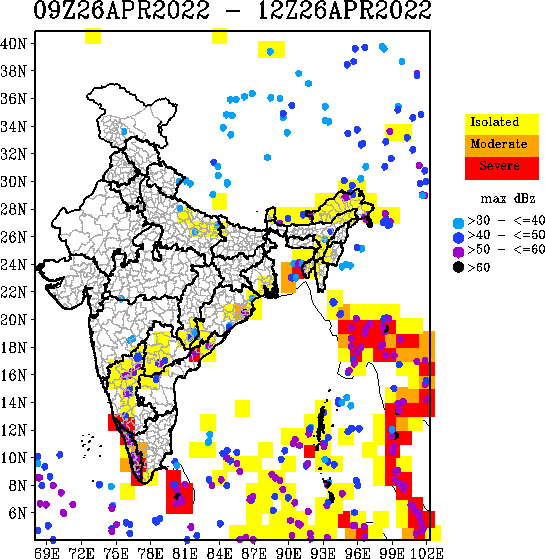 09Z26APR2022 - 12Z26APR2022
40N
38N
36N
34N
32N
30N
28N
26N
24N
22N
20N
18N
16N
14N
12N
10N
8N
6N
69E 72E 75E 78E 81E 84E 87E 90E 93E 96E 99E 102E
Isolated
Moderate
Severe
max dBz
>30 - <=40
>40 - <=50
>50 - <=60
>60